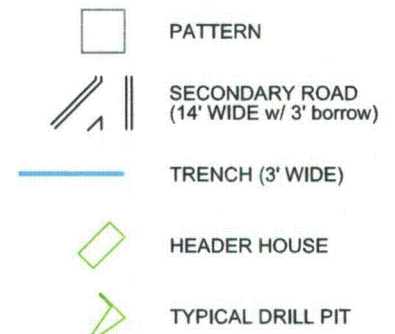 PATTERN
SECONDARY ROAD
(14' WIDE w/ 3' borrow)
TRENCH (3' WIDE)
HEADER HOUSE
TYPICAL DRILL PIT